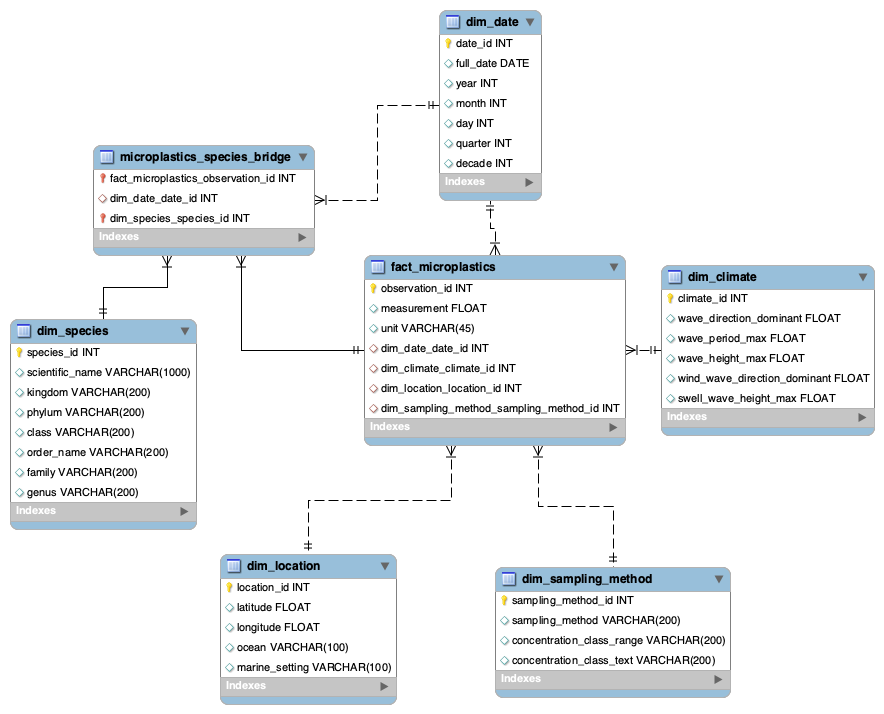 dim_date
date_id INT
full_date DATE
year INT
month INT
day INT
quarter INT
decade INT
Indexes
microplastics_species_bridge
fact_microplastics_observation_id INT
dim_date_date_id INT
dim_species_species_id INT
Indexes
fact_microplastics
observation_id INT
measurement FLOAT
unit VARCHAR(45)
dim_date_date_id INT
dim_climate_climate_id INT
dim_location_location_id INT
dim_sampling_method_sampling_method_id INT
Indexes
dim_climate
climate_id INT
wave_direction_dominant FLOAT
wave_period_max FLOAT
wave_height_max FLOAT
wind_wave_direction_dominant FLOAT
swell_wave_height_max FLOAT
Indexes
dim_species
species_id INT
scientific_name VARCHAR(1000)
kingdom VARCHAR(200)
phylum VARCHAR(200)
class VARCHAR(200)
order_name VARCHAR(200)
family VARCHAR(200)
genus VARCHAR(200)
Indexes
dim_location
location_id INT
latitude FLOAT
longitude FLOAT
ocean VARCHAR(100)
marine_setting VARCHAR(100)
Indexes
dim_sampling_method
sampling_method_id INT
sampling_method VARCHAR(200)
concentration_class_range VARCHAR(200)
concentration_class_text VARCHAR(200)
Indexes